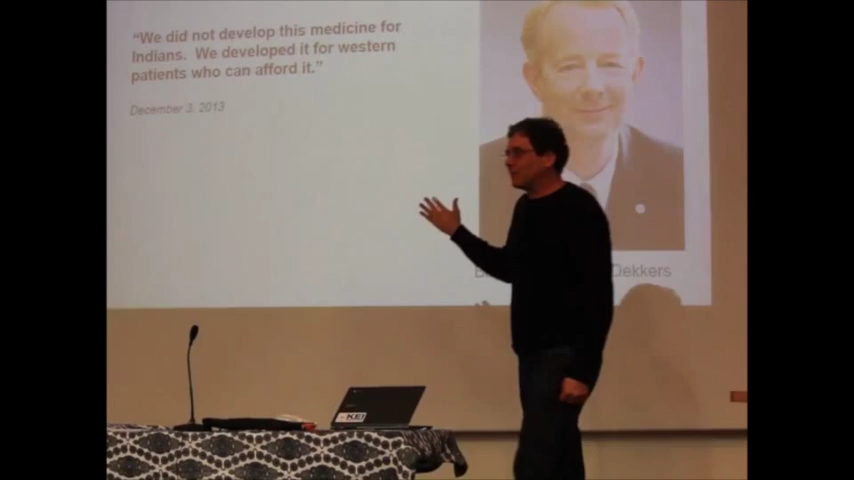 “We did not develop this medicine for
Indians. We developed it for western
patients who can afford it.”
December 3, 2013
Dekkers
KEI